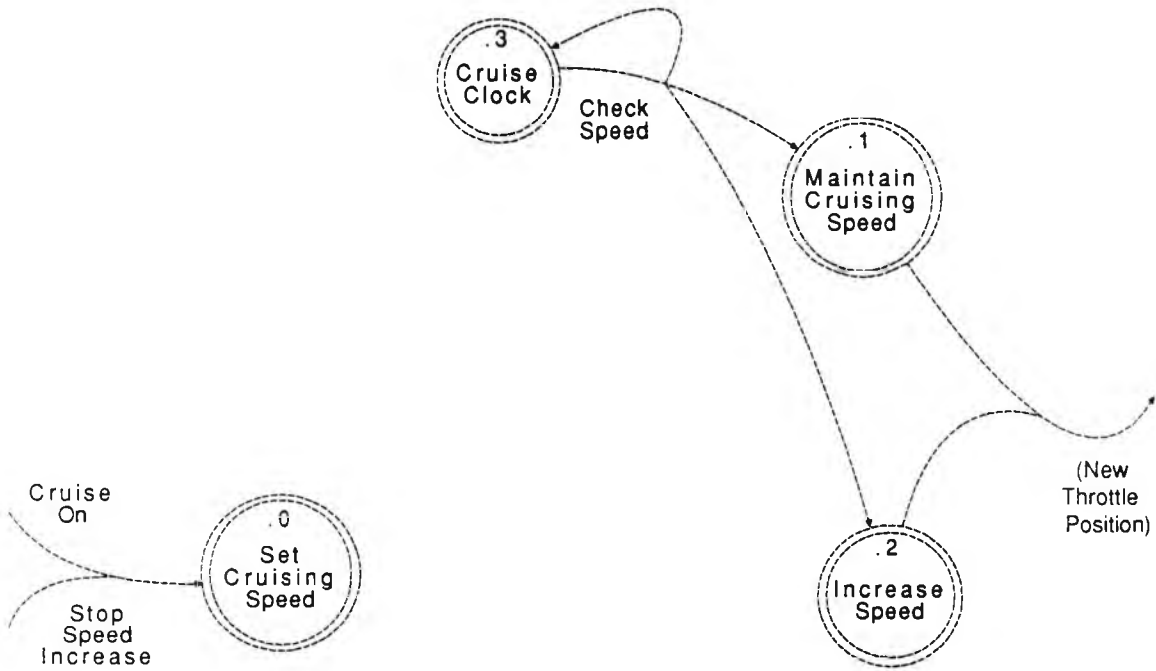 .3
Cruise
Clock
Check
Speed
.1
Maintain
Cruising
Speed
(New
Throttle
Position)
Cruise
On
.0
Set
Cruising
Speed
Stop
Speed
Increase
.2
Increase
Speed